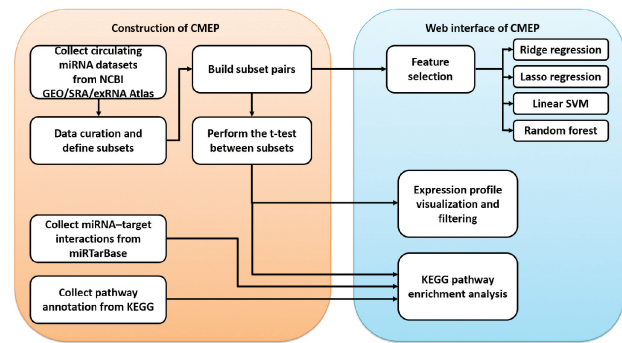 Construction of CMEP
Collect circulating
miRNA datasets
from NCBI
GEO/SRA/exRNA Atlas
Data curation and
define subsets
Build subset pairs
Perform the t-test
between subsets
Collect miRNA–target
interactions from
miRTarBase
Collect pathway
annotation from KEGG
Web interface of CMEP
Feature
selection
Ridge regression
Lasso regression
Linear SVM
Random forest
Expression profile
visualization and
filtering
KEGG pathway
enrichment analysis